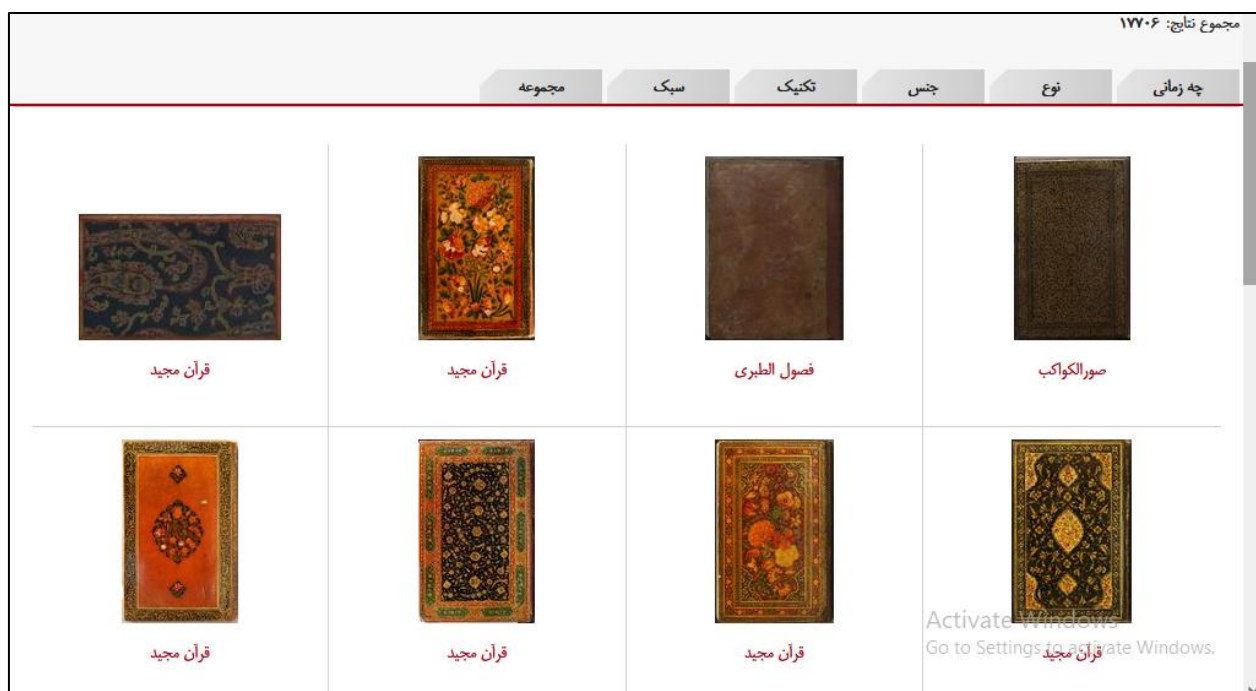 مجموع نتایج: ۱۷۷۰۶
چه زمانی نوع جنس تکنیک سبک مجموعه
صورالکواکب فصول الطبری قرآن مجید قرآن مجید
قرآن مجید قرآن مجید قرآن مجید قرآن مجید
Activate Windows
Go to Settings to activate Windows.